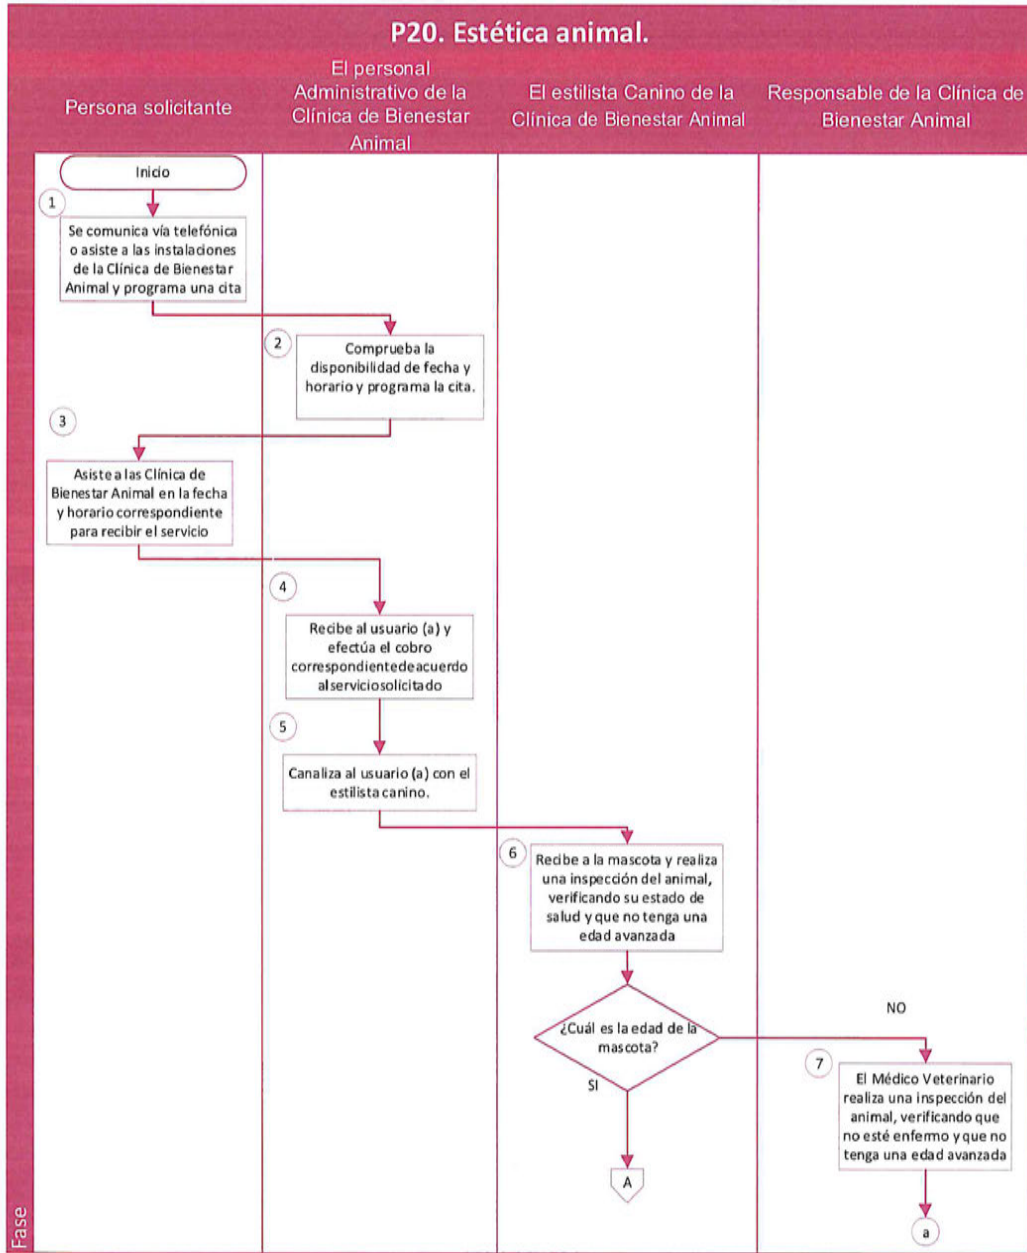 P20. Estética animal.
Persona solicitante
El personal
Administrativo de la
Clínica de Bienestar
Animal
El estilista Canino de la
Clínica de Bienestar Animal
Responsable de la Clínica de
Bienestar Animal
Inicio
1
Se comunica vía telefónica
o asiste a las instalaciones
de la Clínica de Bienestar
Animal y programa una cita
2
Comprueba la
disponibilidad de fecha y
horario y programa la cita.
3
Asiste a las Clínica de
Bienestar Animal en la fecha
y horario correspondiente
para recibir el servicio
4
Recibe al usuario (a) y
efectúa el cobro
correspondiente de acuerdo
al servicio solicitado
5
Canaliza al usuario (a) con el
estilista canino.
6
Recibe a la mascota y realiza
una inspección del animal,
verificando su estado de
salud y que no tenga una
edad avanzada
¿Cuál es la edad de la
mascota?
NO
SI
7
El Médico Veterinario
realiza una inspección del
animal, verificando que
no esté enfermo y que no
tenga una edad avanzada
A
a
Fase